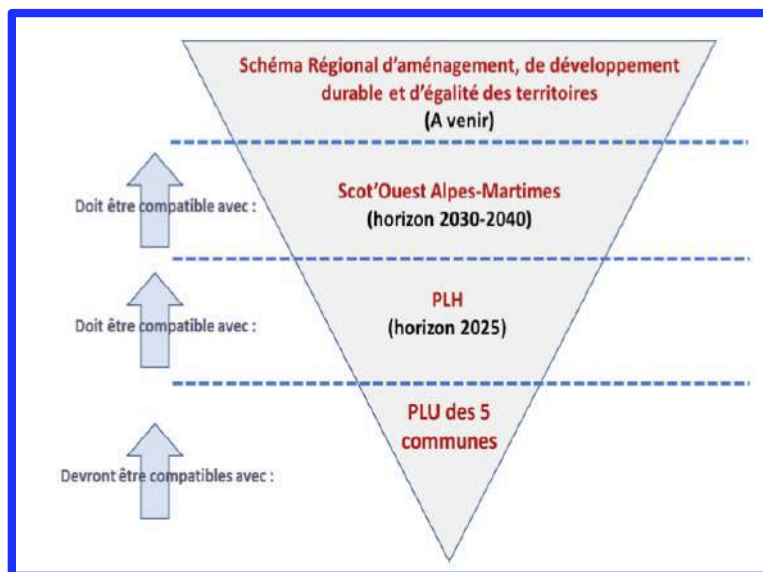 Schéma Régional d'aménagement, de développement
durable et d'égalité des territoires
(A venir)
Doit être compatible avec :
Scot'Ouest Alpes-Martimes
(horizon 2030-2040)
Doit être compatible avec :
PLH
(horizon 2025)
PLU des 5
communes
Devront être compatibles avec :